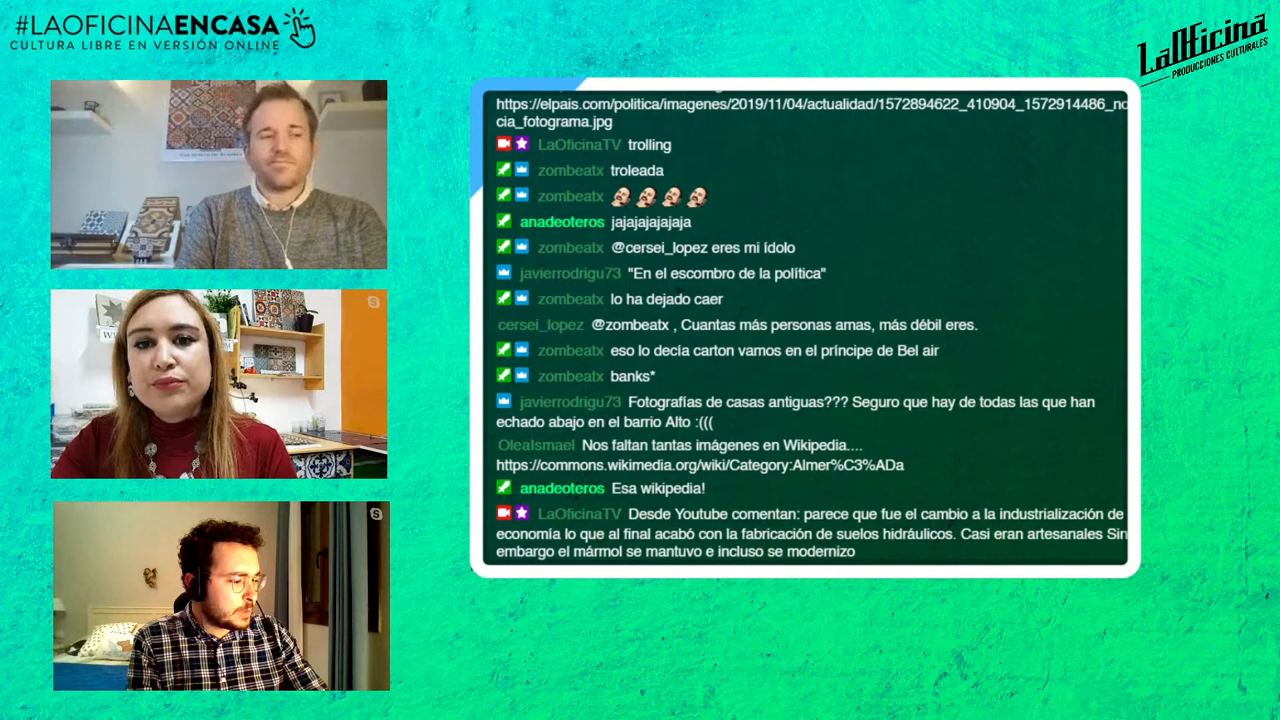 #LAOFICINAENCASA
CULTURA LIBRE EN VERSIÓN ONLINE
LaOficina
PRODUCCIONES CULTURALES
https://elpais.com/politica/imagenes/2019/11/04/actualidad/1572894622_410904_1572914486_no
cia_fotograma.jpg
LaOficinaTV trolling
zombeatx troleada
zombeatx
anadeoteros jajajajajajaja
zombeatx @cersei_lopez eres mi ídolo
javierrodrigu73 "En el escombro de la política"
zombeatx lo ha dejado caer
cersei_lopez @zombeatx , Cuantas más personas amas, más débil eres.
zombeatx eso lo decía carton vamos en el príncipe de Bel air
zombeatx banks*
javierrodrigu73 Fotografías de casas antiguas??? Seguro que hay de todas las que han
echado abajo en el barrio Alto :(((
OleaIsmael Nos faltan tantas imágenes en Wikipedia....
https://commons.wikimedia.org/wiki/Category:Almer%C3%ADa
anadeoteros Esa wikipedia!
LaOficinaTV Desde Youtube comentan: parece que fue el cambio a la industrialización de
economía lo que al final acabó con la fabricación de suelos hidráulicos. Casi eran artesanales Sin
embargo el mármol se mantuvo e incluso se modernizo